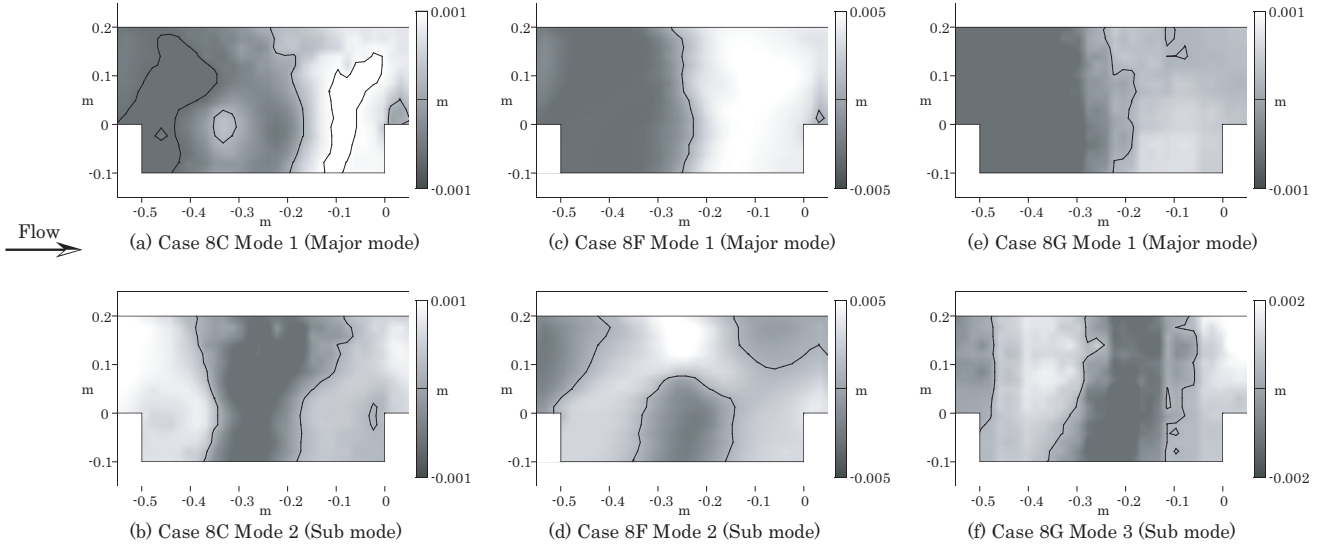 0.2
0.1
m
0
-0.1
-0.5 -0.4 -0.3 -0.2 -0.1 0
m
0.001
m
-0.001
(a) Case 8C Mode 1 (Major mode)
0.2
0.1
m
0
-0.1
-0.5 -0.4 -0.3 -0.2 -0.1 0
m
0.005
m
-0.005
(c) Case 8F Mode 1 (Major mode)
0.2
0.1
m
0
-0.1
-0.5 -0.4 -0.3 -0.2 -0.1 0
m
0.001
m
-0.001
(e) Case 8G Mode 1 (Major mode)
Flow
0.2
0.1
m
0
-0.1
-0.5 -0.4 -0.3 -0.2 -0.1 0
m
0.001
m
-0.001
(b) Case 8C Mode 2 (Sub mode)
0.2
0.1
m
0
-0.1
-0.5 -0.4 -0.3 -0.2 -0.1 0
m
0.005
m
-0.005
(d) Case 8F Mode 2 (Sub mode)
0.2
0.1
m
0
-0.1
-0.5 -0.4 -0.3 -0.2 -0.1 0
m
0.002
m
-0.002
(f) Case 8G Mode 3 (Sub mode)